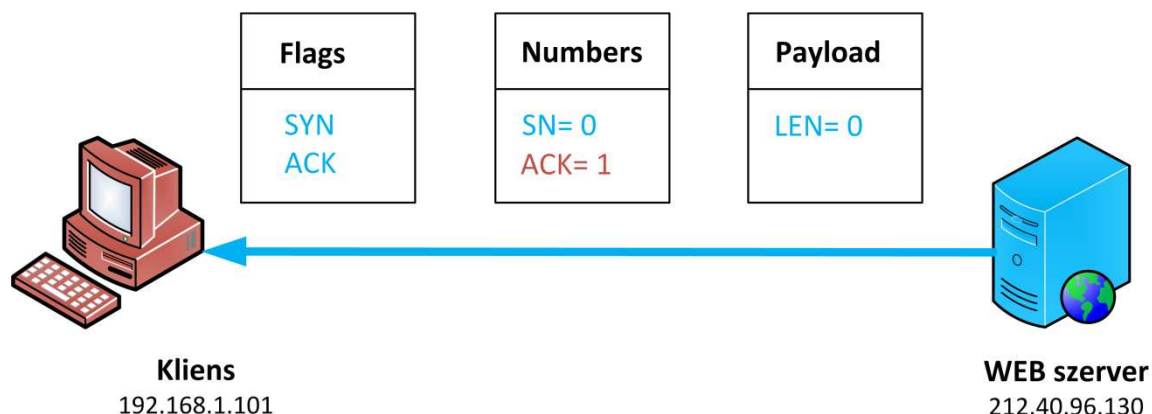 Flags
SYN
ACK
Numbers
SN= 0
ACK= 1
Payload
LEN= 0
Kliens
192.168.1.101
WEB szerver
212.40.96.130